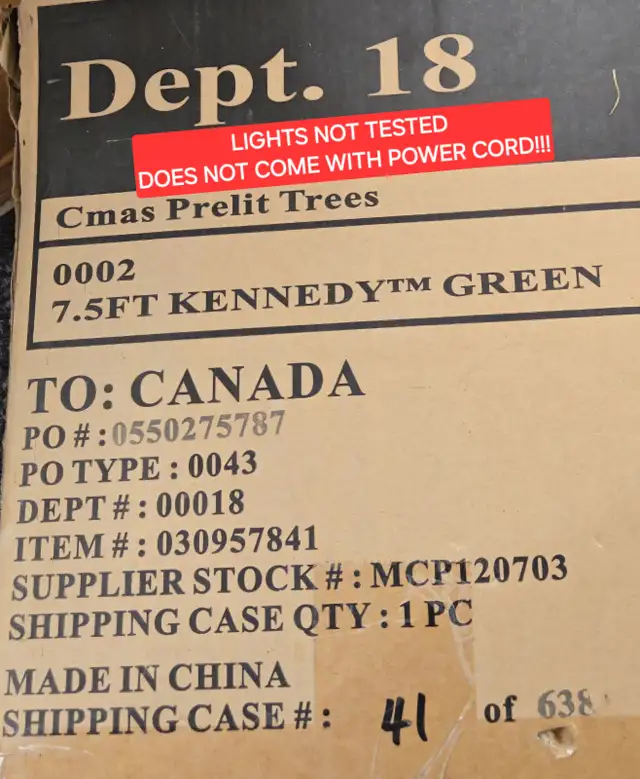 Dept. 18
LIGHTS NOT TESTED
DOES NOT COME WITH POWER CORD!!!
Cmas Prelit Trees
0002
7.5FT KENNEDY™ GREEN
TO: CANADA
PO #: 0550275787
PO TYPE : 0043
DEPT # : 00018
ITEM # : 030957841
SUPPLIER STOCK # : MCP120703
SHIPPING CASE QTY : 1 PC
MADE IN CHINA
SHIPPING CASE # : 41 of 638